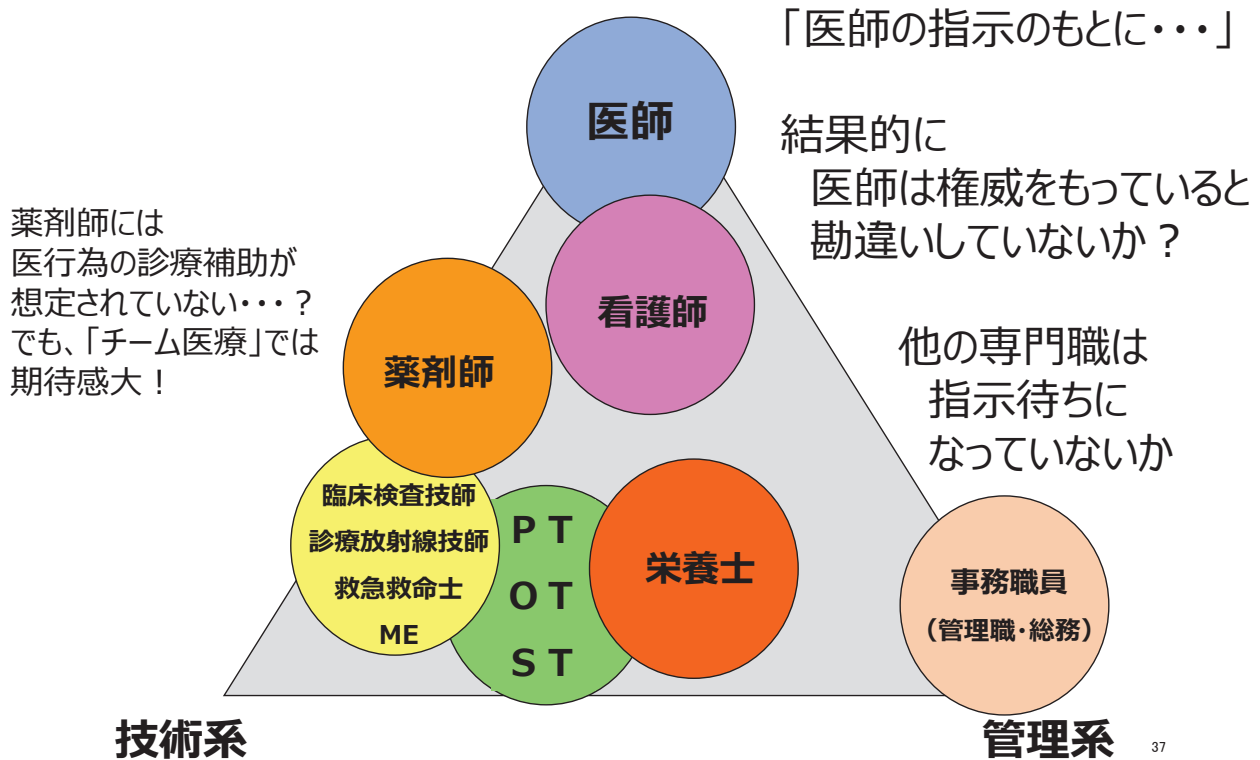 「医師の指示のもとに・・・」
医師
結果的に
医師は権威をもっていると
勘違いしていないか？
薬剤師には
医行為の診療補助が
想定されていない・・・？
でも、「チーム医療」では
期待感大！
看護師
薬剤師
他の専門職は
指示待ちに
なっていないか
臨床検査技師
診療放射線技師
救急救命士
ME
PT
OT
ST
栄養士
事務職員
（管理職・総務）
技術系
管理系
37